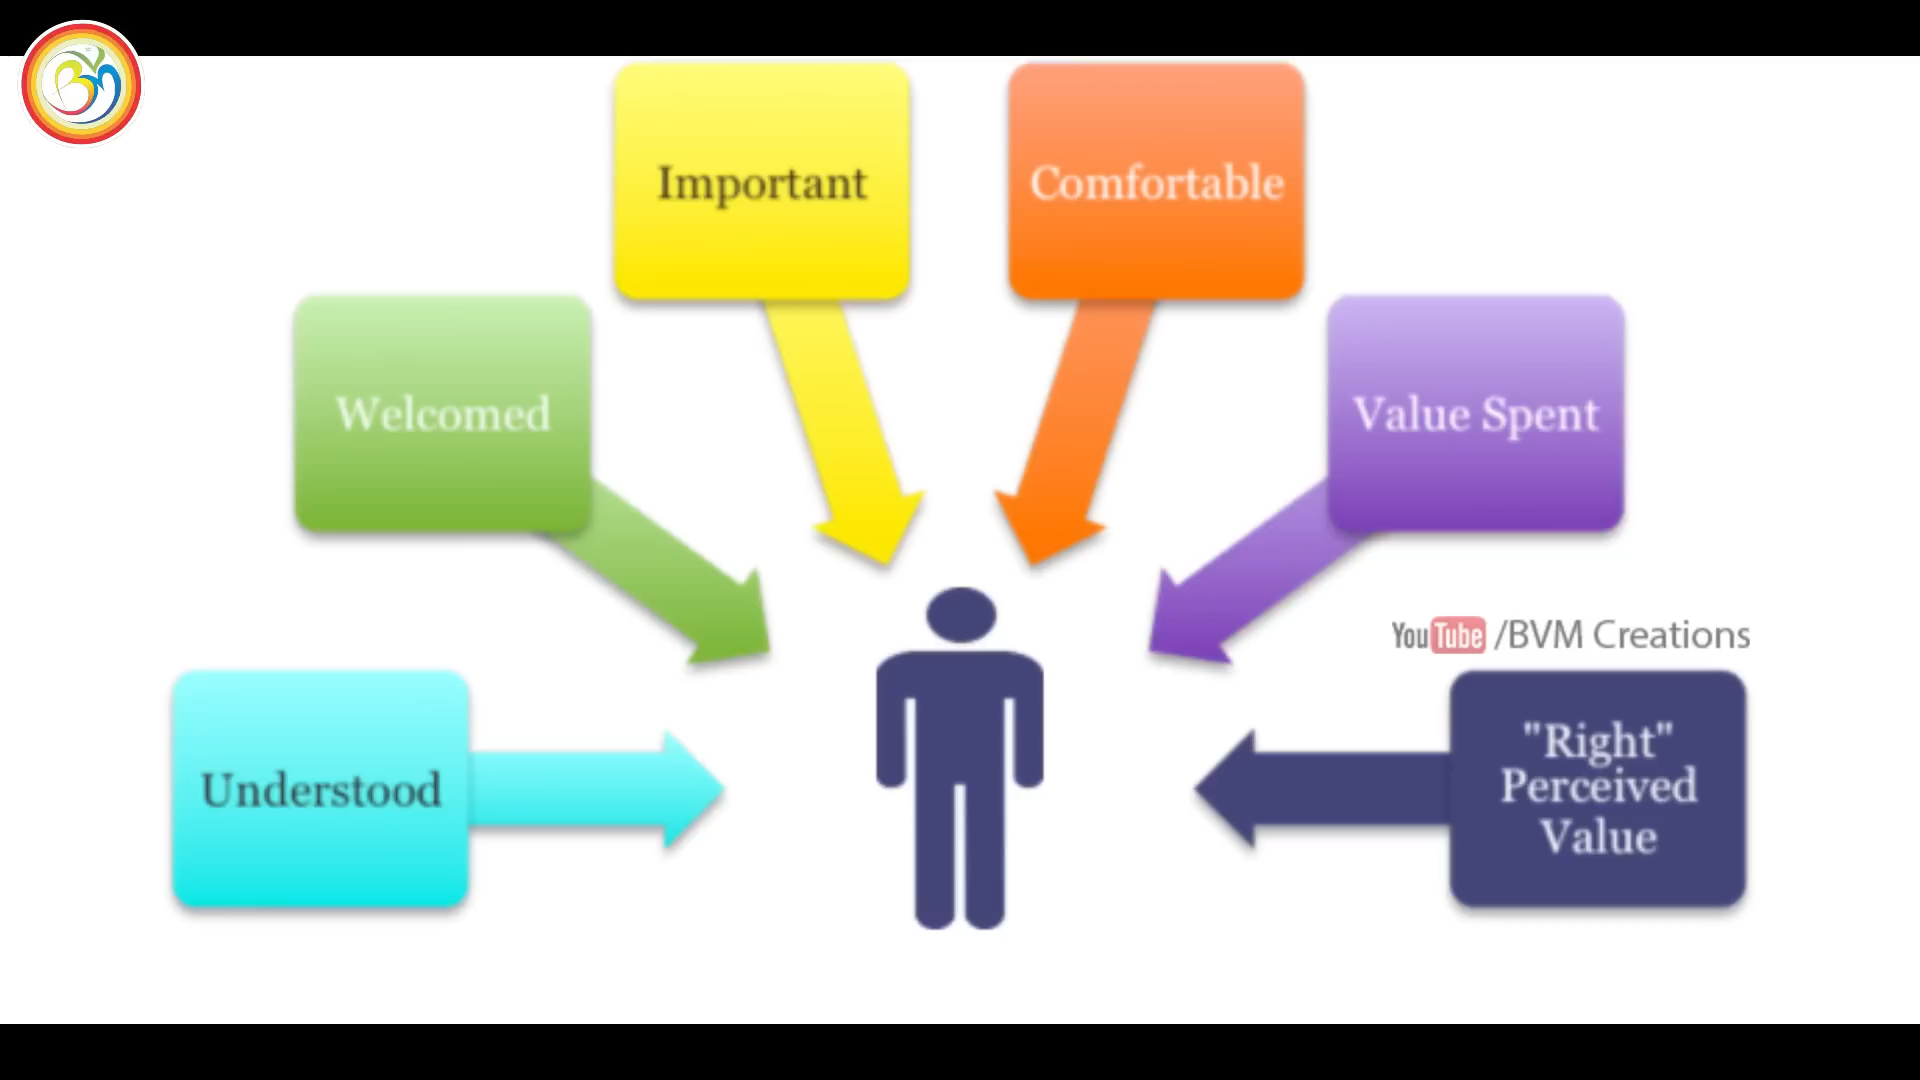 Important
Comfortable
Welcomed
Value Spent
YouTube /BVM Creations
Understood
"Right"
Perceived
Value